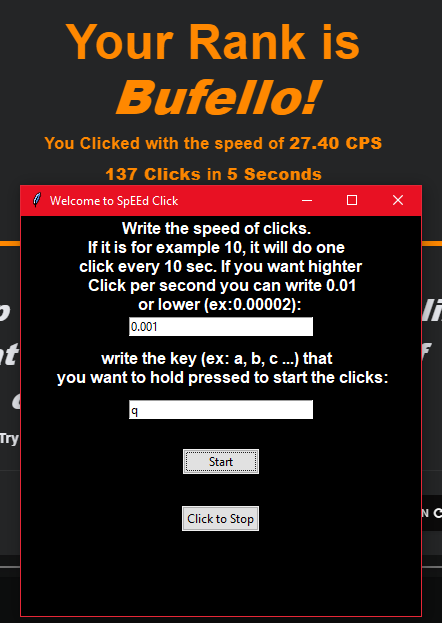 Your Rank is
Bufello!
You Clicked with the speed of 27.40 CPS
137 Clicks in 5 Seconds
Welcome to SpEEd Click
Write the speed of clicks.
If it is for example 10, it will do one
click every 10 sec. If you want highter
Click per second you can write 0.01
or lower (ex:0.00002):
0.001
write the key (ex: a, b, c ...) that
you want to hold pressed to start the clicks:
q
Try
Start
Click to Stop